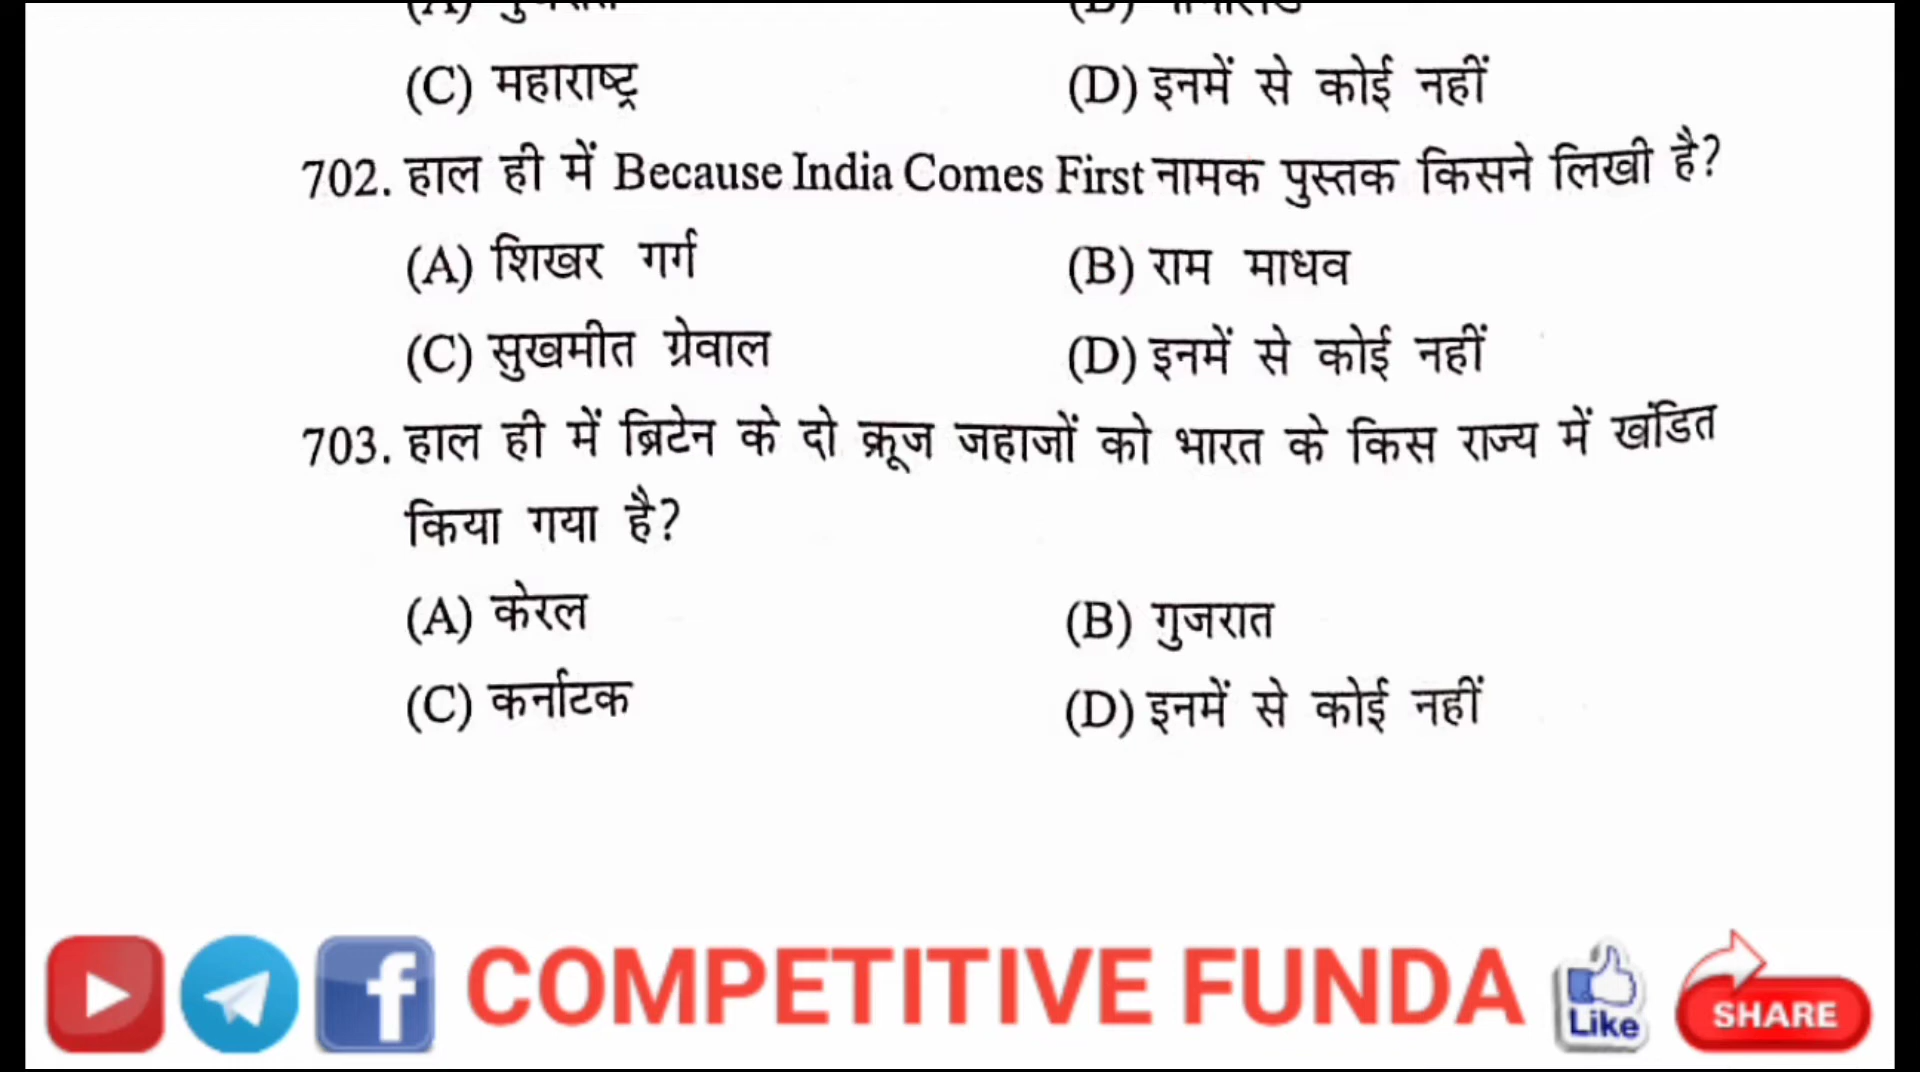 (C) महाराष्ट्र (D) इनमें से कोई नहीं
702. हाल ही में Because India Comes First नामक पुस्तक किसने लिखी है?
(A) शिखर गर्ग (B) राम माधव
(C) सुखमीत ग्रेवाल (D) इनमें से कोई नहीं
703. हाल ही में ब्रिटेन के दो क्रूज जहाजों को भारत के किस राज्य में खंडित
किया गया है?
(A) केरल (B) गुजरात
(C) कर्नाटक (D) इनमें से कोई नहीं
COMPETITIVE FUNDA Like SHARE